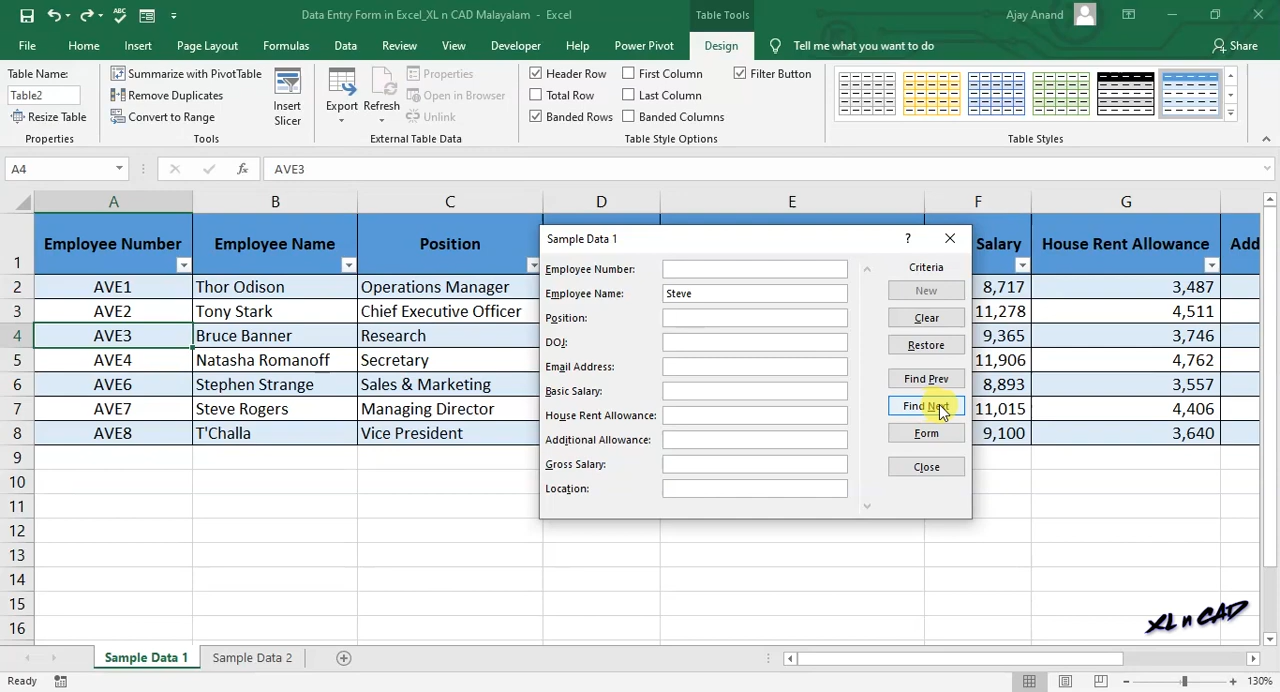 Data Entry Form in Excel_XL n CAD Malayalam - Excel
Table Tools
Ajay Anand
File
Home
Insert
Page Layout
Formulas
Data
Review
View
Developer
Help
Power Pivot
Design
Tell me what you want to do
Share
Table Name:
Table2
Resize Table
Properties
Summarize with PivotTable
Remove Duplicates
Convert to Range
Tools
Insert
Slicer
Export
Refresh
Properties
Open in Browser
Unlink
External Table Data
Header Row
Total Row
Banded Rows
First Column
Last Column
Banded Columns
Filter Button
Table Style Options
Table Styles
A4
fx
AVE3
A B C D E F G
1 Employee Number Employee Name Position Salary House Rent Allowance Add
2 AVE1 Thor Odison Operations Manager 8,717 3,487
3 AVE2 Tony Stark Chief Executive Officer 11,278 4,511
4 AVE3 Bruce Banner Research 9,365 3,746
5 AVE4 Natasha Romanoff Secretary 11,906 4,762
6 AVE6 Stephen Strange Sales & Marketing 8,893 3,557
7 AVE7 Steve Rogers Managing Director 11,015 4,406
8 AVE8 T'Challa Vice President 9,100 3,640
9
10
11
12
13
14
15
16
Sample Data 1
?
Employee Number:
Employee Name: Steve
Position:
DOJ:
Email Address:
Basic Salary:
House Rent Allowance:
Additional Allowance:
Gross Salary:
Location:
Criteria
New
Clear
Restore
Find Prev
Find Next
Form
Close
XL n CAD
Sample Data 1
Sample Data 2
Ready
130%